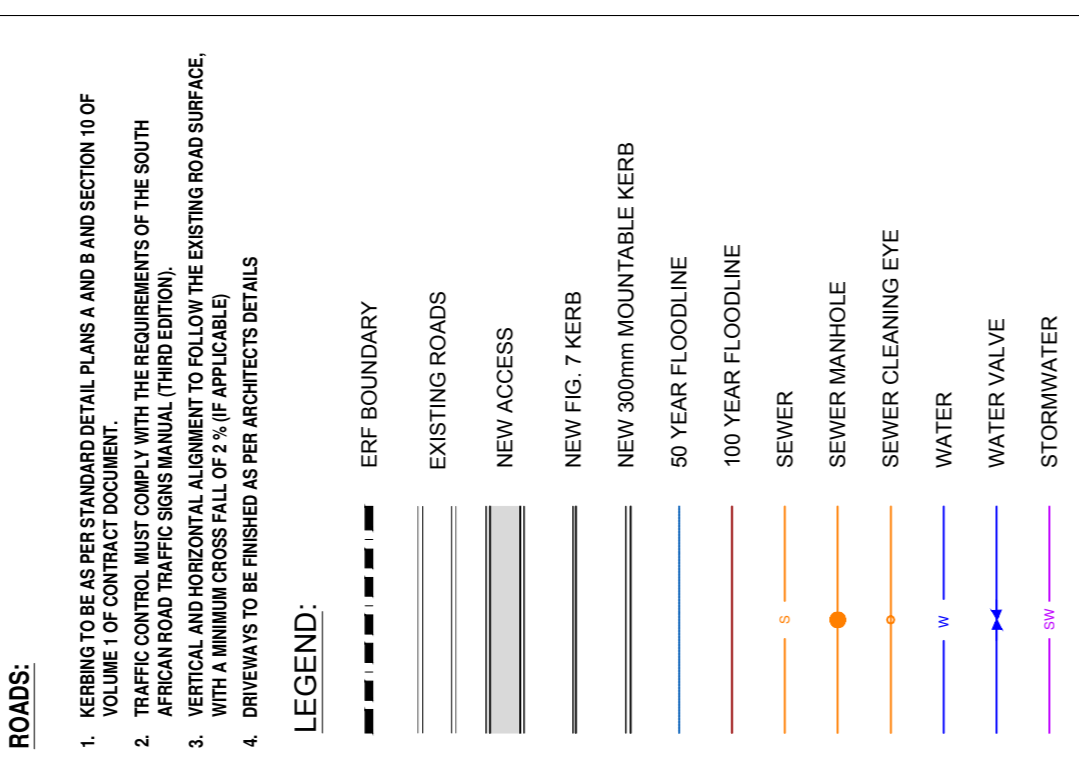 ROADS:
1. KERBING TO BE AS PER STANDARD DETAIL PLANS A AND B AND SECTION 10 OF
VOLUME 1 OF CONTRACT DOCUMENT.
2. TRAFFIC CONTROL MUST COMPLY WITH THE REQUIREMENTS OF THE SOUTH
AFRICAN ROAD TRAFFIC SIGNS MANUAL (THIRD EDITION).
3. VERTICAL AND HORIZONTAL ALIGNMENT TO FOLLOW THE EXISTING ROAD SURFACE,
WITH A MINIMUM CROSS FALL OF 2 % (IF APPLICABLE)
4. DRIVEWAYS TO BE FINISHED AS PER ARCHITECTS DETAILS
LEGEND:
ERF BOUNDARY
EXISTING ROADS
NEW ACCESS
NEW FIG. 7 KERB
NEW 300mm MOUNTABLE KERB
50 YEAR FLOODLINE
100 YEAR FLOODLINE
S SEWER
SEWER MANHOLE
SEWER CLEANING EYE
W WATER
WATER VALVE
SW STORMWATER